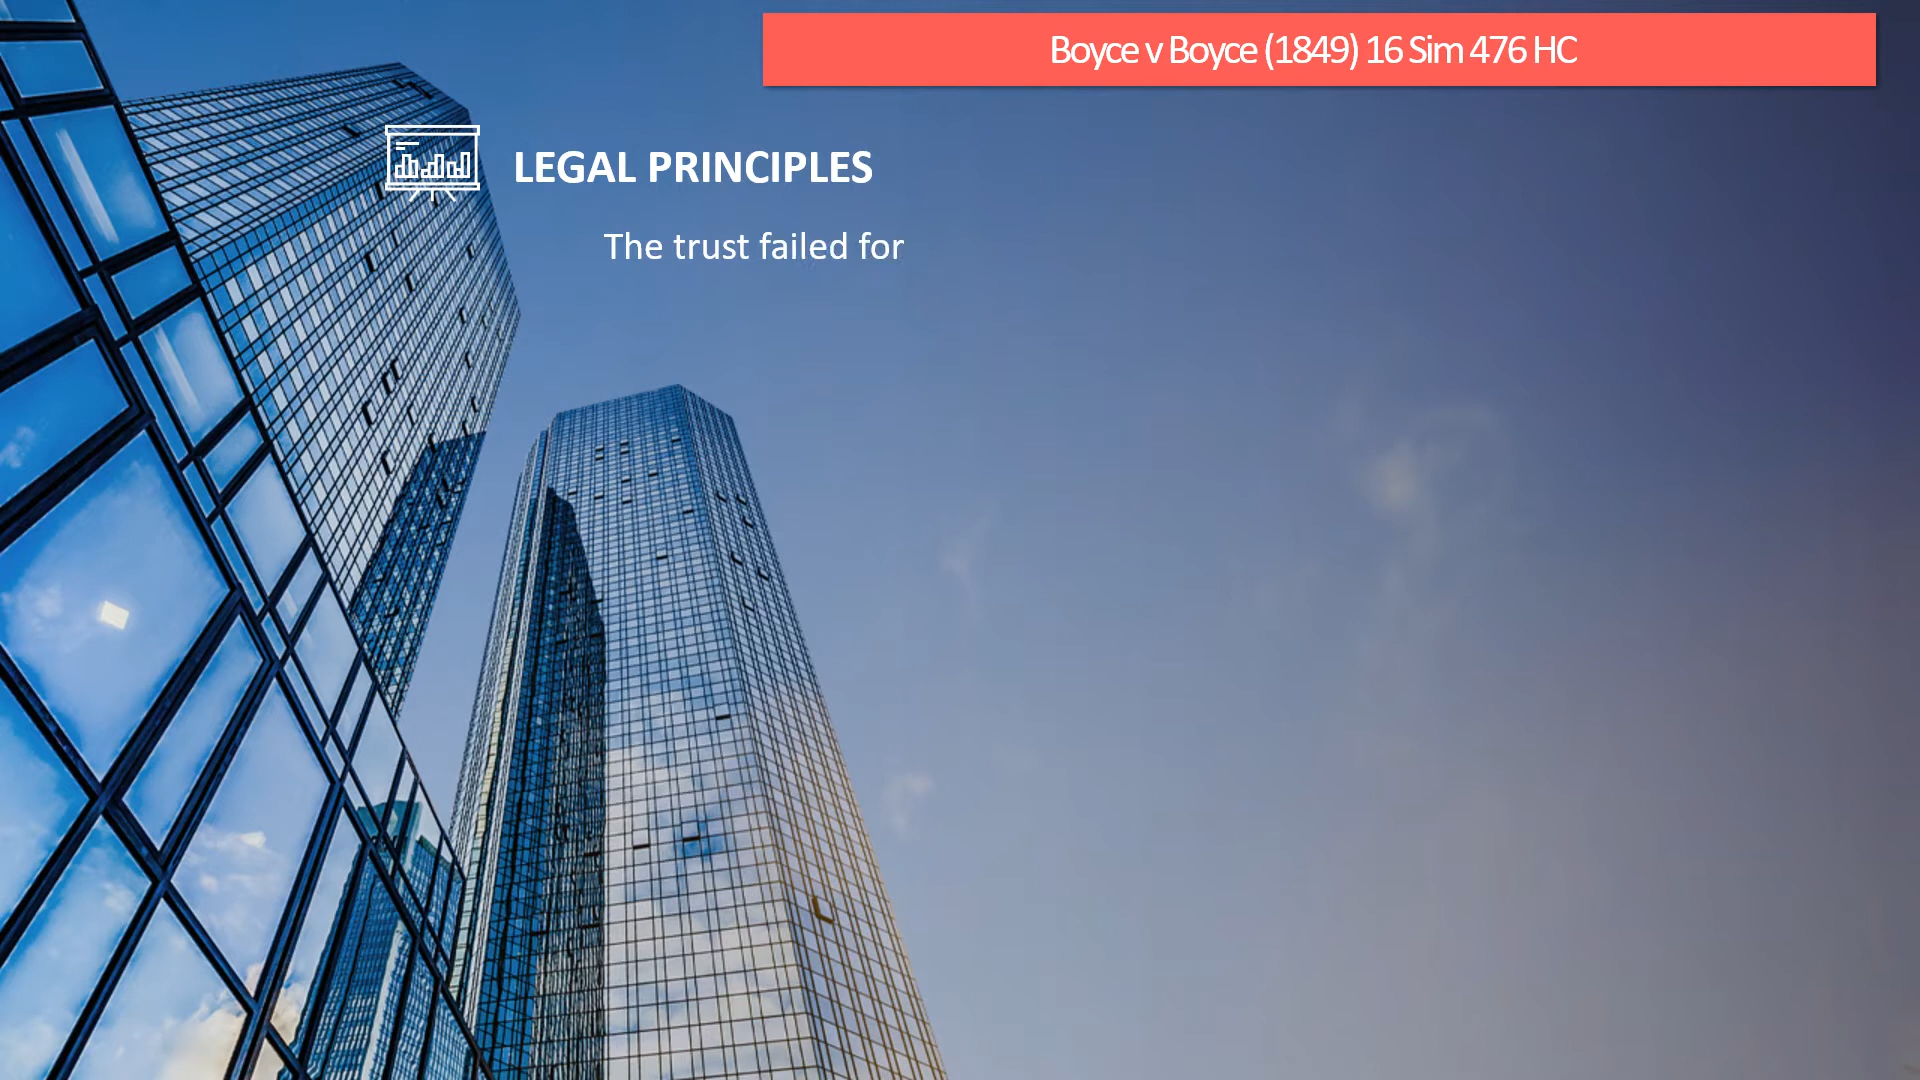 Boyce v Boyce (1849) 16 Sim 476 HC
LEGAL PRINCIPLES
The trust failed for